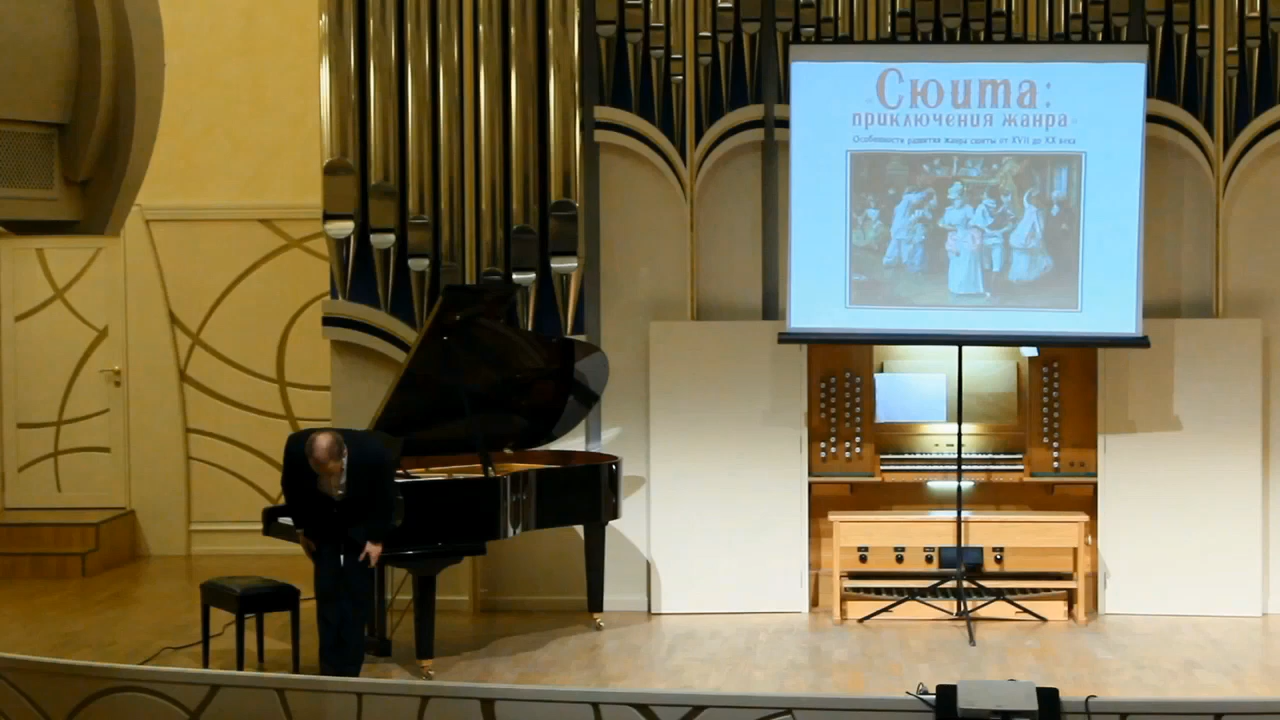 Сюита:
приключения жанра
Особенности развития жанра сюиты от XVII до XX века